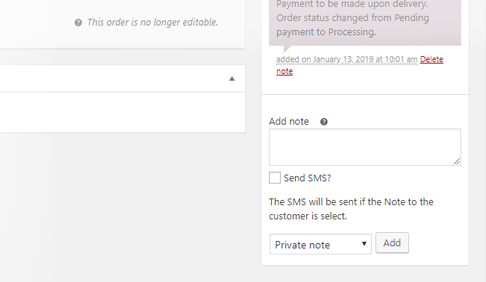 This order is no longer editable.
Payment to be made upon delivery.
Order status changed from Pending
payment to Processing.
added on January 13, 2019 at 10:01 am Delete
note
Add note
Send SMS?
The SMS will be sent if the Note to the
customer is select.
Private note
Add